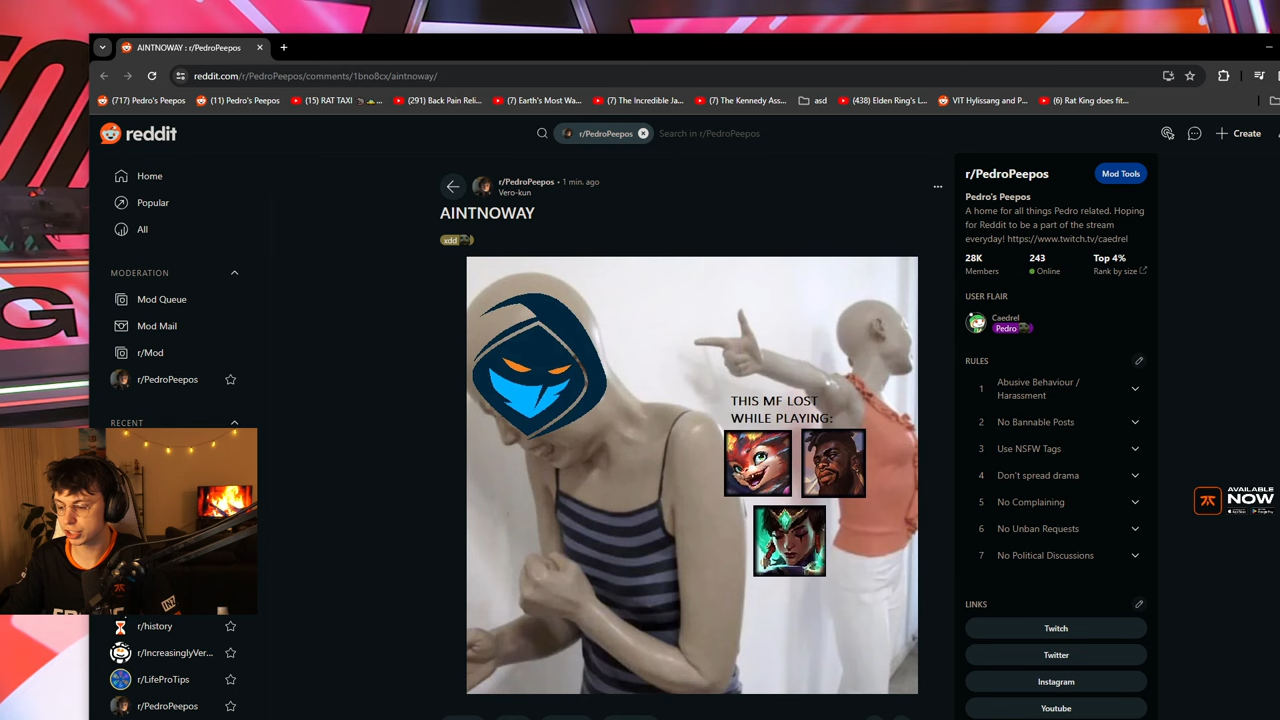 AINTNOWAY : r/PedroPeepos
reddit.com/r/PedroPeepos/comments/1bno8cx/aintnoway/
(717) Pedro's Peepos
(11) Pedro's Peepos
(15) RAT TAXI
(291) Back Pain Reli...
(7) Earth's Most Wa...
(7) The Incredible Ja...
(7) The Kennedy Ass...
asd
(438) Elden Ring's L...
VIT Hylissang and P...
(6) Rat King does fit...
reddit
r/PedroPeepos
Search in r/PedroPeepos
Create
Home
Popular
All
MODERATION
Mod Queue
Mod Mail
r/Mod
r/PedroPeepos
RECENT
r/history
r/IncreasinglyVer...
r/LifeProTips
r/PedroPeepos
r/PedroPeepos • 1 min. ago
Vero-kun
AINTNOWAY
xdd
THIS MF LOST
WHILE PLAYING:
r/PedroPeepos
Mod Tools
Pedro's Peepos
A home for all things Pedro related. Hoping
for Reddit to be a part of the stream
everyday! https://www.twitch.tv/caedrel
28K
243
Top 4%
Members
Online
Rank by size
USER FLAIR
Caedrel
Pedro
RULES
1 Abusive Behaviour /
Harassment
2 No Bannable Posts
3 Use NSFW Tags
4 Don't spread drama
5 No Complaining
6 No Unban Requests
7 No Political Discussions
LINKS
Twitch
Twitter
Instagram
Youtube
AVAILABLE
NOW